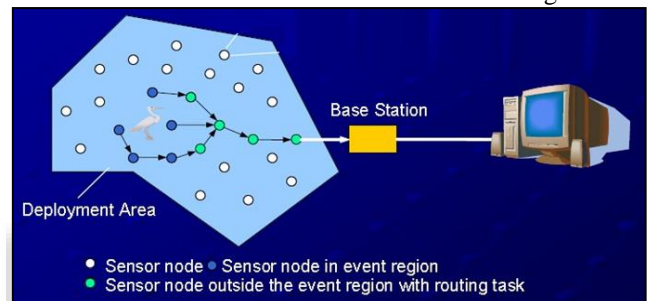 Base Station
Deployment Area
Sensor node Sensor node in event region
Sensor node outside the event region with routing task